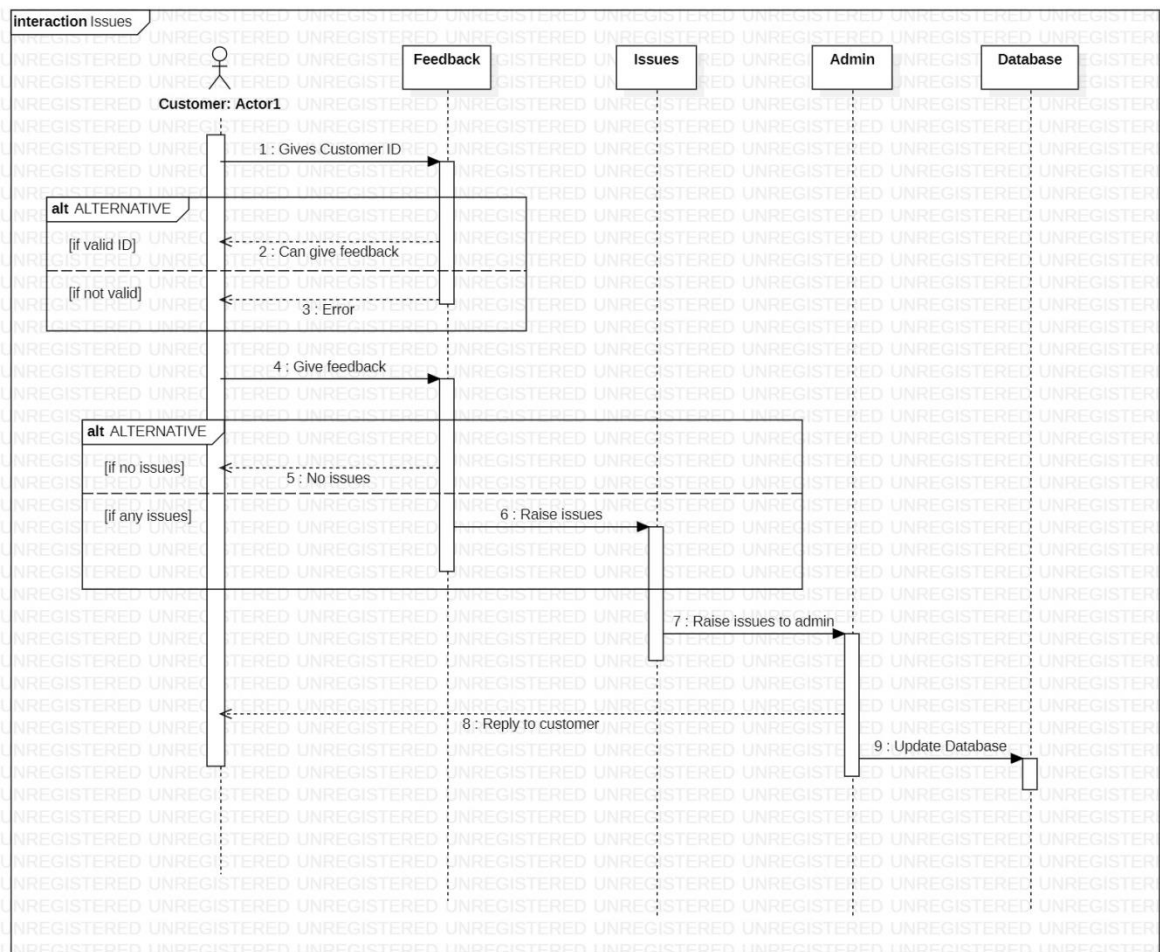 interaction Issues
Feedback
Issues
Admin
Database
Customer: Actor1
1 : Gives Customer ID
alt ALTERNATIVE
[if valid ID]
2 : Can give feedback
[if not valid]
3 : Error
4 : Give feedback
alt ALTERNATIVE
[if no issues]
5 : No issues
[if any issues]
6 : Raise issues
7 : Raise issues to admin
8 : Reply to customer
9 : Update Database
UNREGISTERED